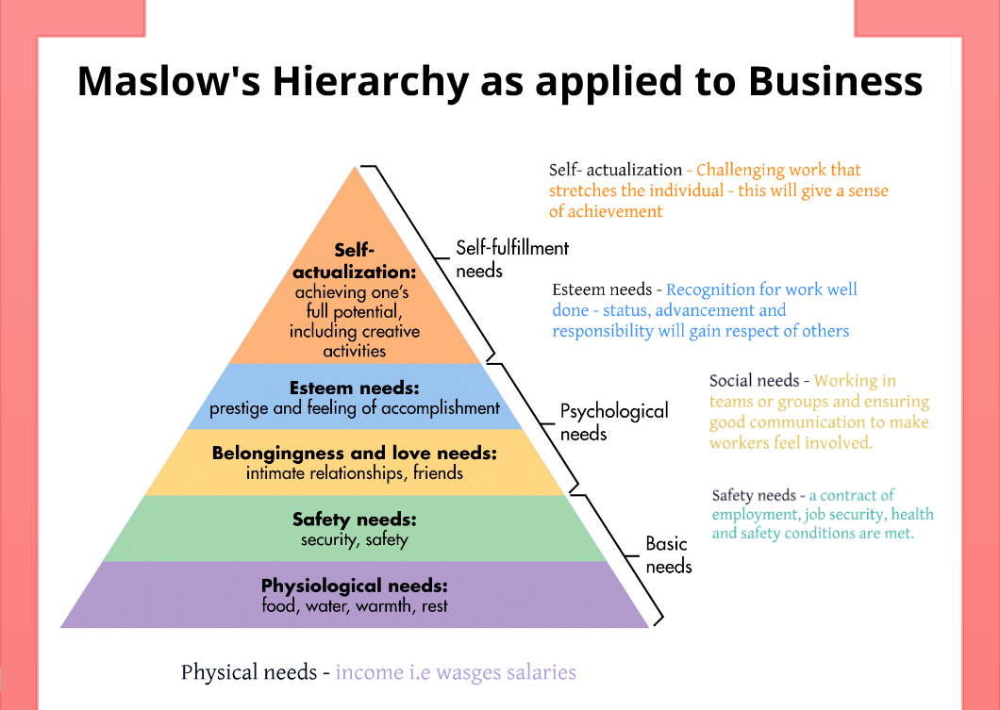 Maslow's Hierarchy as applied to Business
Self- actualization - Challenging work that
stretches the individual - this will give a sense
of achievement
Self-
actualization:
achieving one's
full potential,
including creative
activities
Self-fulfillment
needs
Esteem needs - Recognition for work well
done - status, advancement and
responsibility will gain respect of others
Esteem needs:
prestige and feeling of accomplishment
Psychological
needs
Social needs - Working in
teams or groups and ensuring
good communication to make
workers feel involved.
Belongingness and love needs:
intimate relationships, friends
Safety needs:
security, safety
Safety needs - a contract of
employment, job security, health
and safety conditions are met.
Basic
needs
Physiological needs:
food, water, warmth, rest
Physical needs - income i.e wasges salaries